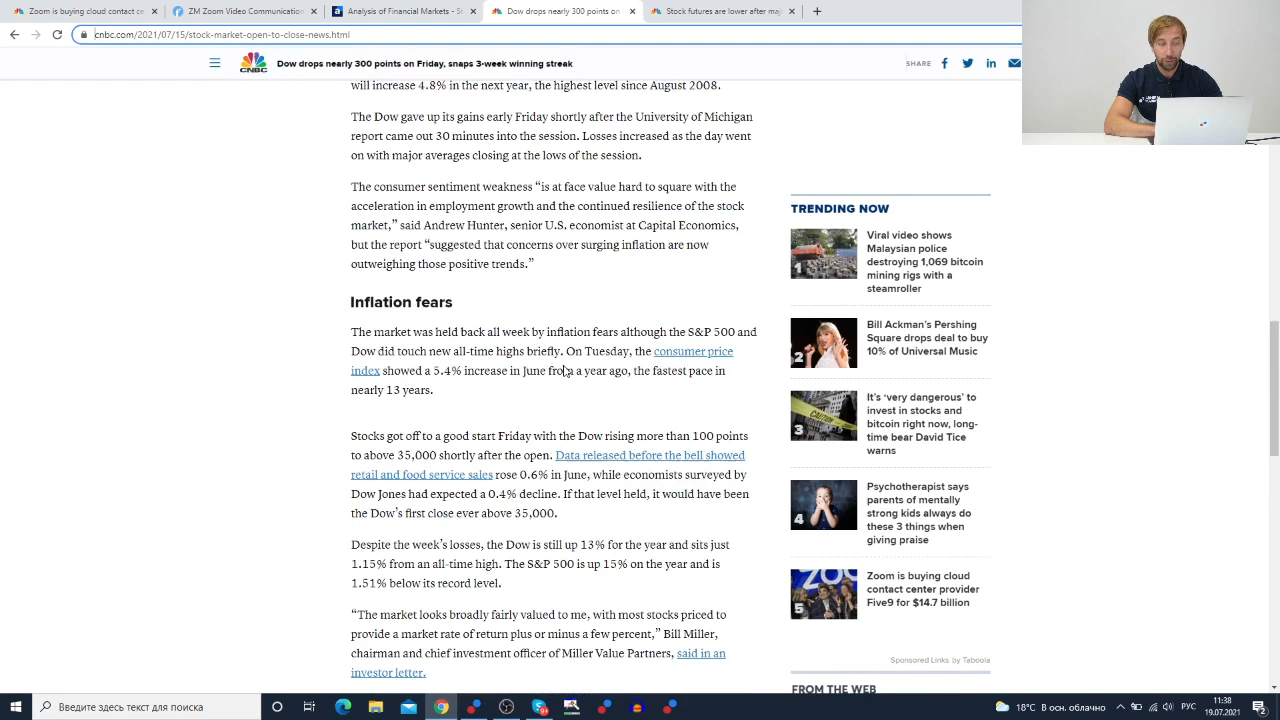 Zoom is buying cloud contact ce
ZM: Zoom Video Communication
Stock Market Activities - S
Dow drops nearly 300 points on
Stock futures are lower after maj
cnbc.com/2021/07/15/stock-market-open-to-close-news.html
CNBC
Dow drops nearly 300 points on Friday, snaps 3-week winning streak
SHARE
will increase 4.8% in the next year, the highest level since August 2008.
The Dow gave up its gains early Friday shortly after the University of Michigan
report came out 30 minutes into the session. Losses increased as the day went
on with major averages closing at the lows of the session.
The consumer sentiment weakness “is at face value hard to square with the
acceleration in employment growth and the continued resilience of the stock
market,” said Andrew Hunter, senior U.S. economist at Capital Economics,
but the report “suggested that concerns over surging inflation are now
outweighing those positive trends.”
Inflation fears
The market was held back all week by inflation fears although the S&P 500 and
Dow did touch new all-time highs briefly. On Tuesday, the consumer price
index showed a 5.4% increase in June from a year ago, the fastest pace in
nearly 13 years.
Stocks got off to a good start Friday with the Dow rising more than 100 points
to above 35,000 shortly after the open. Data released before the bell showed
retail and food service sales rose 0.6% in June, while economists surveyed by
Dow Jones had expected a 0.4% decline. If that level held, it would have been
the Dow’s first close ever above 35,000.
Despite the week’s losses, the Dow is still up 13% for the year and sits just
1.15% from an all-time high. The S&P 500 is up 15% on the year and is
1.51% below its record level.
“The market looks broadly fairly valued to me, with most stocks priced to
provide a market rate of return plus or minus a few percent,” Bill Miller,
chairman and chief investment officer of Miller Value Partners, said in an
investor letter.
TRENDING NOW
1
Viral video shows
Malaysian police
destroying 1,069 bitcoin
mining rigs with a
steamroller
2
Bill Ackman’s Pershing
Square drops deal to buy
10% of Universal Music
3
CAUTION
It’s ‘very dangerous’ to
invest in stocks and
bitcoin right now, long-
time bear David Tice
warns
4
Psychotherapist says
parents of mentally
strong kids always do
these 3 things when
giving praise
5
ZOO
Zoom is buying cloud
contact center provider
Five9 for $14.7 billion
Sponsored Links by Taboola
FROM THE WEB
Введите здесь текст для поиска
В осн. облачно
РУС
11:38
19.07.2021
2